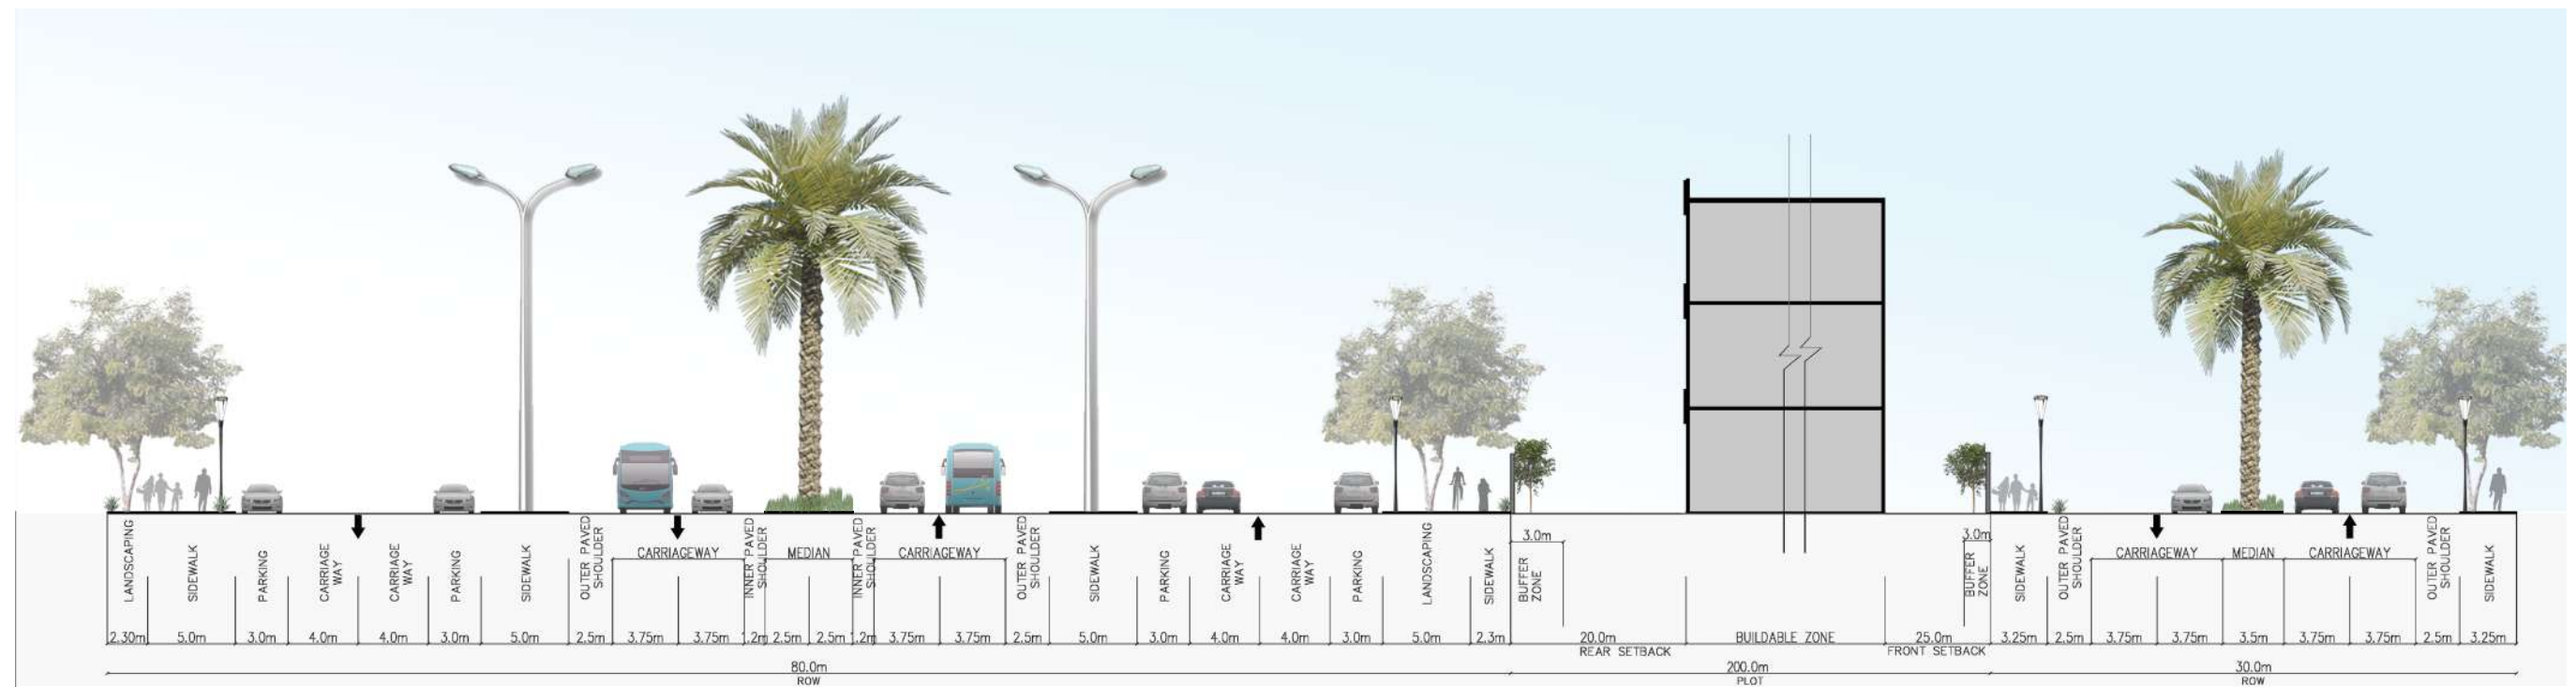 LANDSCAPING
SIDEWALK
PARKING
CARRIAGE
WAY
CARRIAGE
WAY
PARKING
SIDEWALK
OUTER PAVED
SHOULDER
CARRIAGEWAY
INNER PAVED
SHOULDER
MEDIAN
INNER PAVED
SHOULDER
CARRIAGEWAY
OUTER PAVED
SHOULDER
SIDEWALK
PARKING
CARRIAGE
WAY
CARRIAGE
WAY
PARKING
LANDSCAPING
SIDEWALK
3.0m
BUFFER
ZONE
3.0m
BUFFER
ZONE
SIDEWALK
OUTER PAVED
SHOULDER
CARRIAGEWAY
MEDIAN
CARRIAGEWAY
OUTER PAVED
SHOULDER
SIDEWALK
2.30m 5.0m 3.0m 4.0m 4.0m 3.0m 5.0m 2.5m 3.75m 3.75m 1.2m 2.5m 2.5m 1.2m 3.75m 3.75m 2.5m 5.0m 3.0m 4.0m 4.0m 3.0m 5.0m 2.3m 20.0m BUILDABLE ZONE 25.0m 3.25m 2.5m 3.75m 3.75m 3.5m 3.75m 3.75m 2.5m 3.25m
REAR SETBACK FRONT SETBACK
80.0m 200.0m 30.0m
ROW PLOT ROW